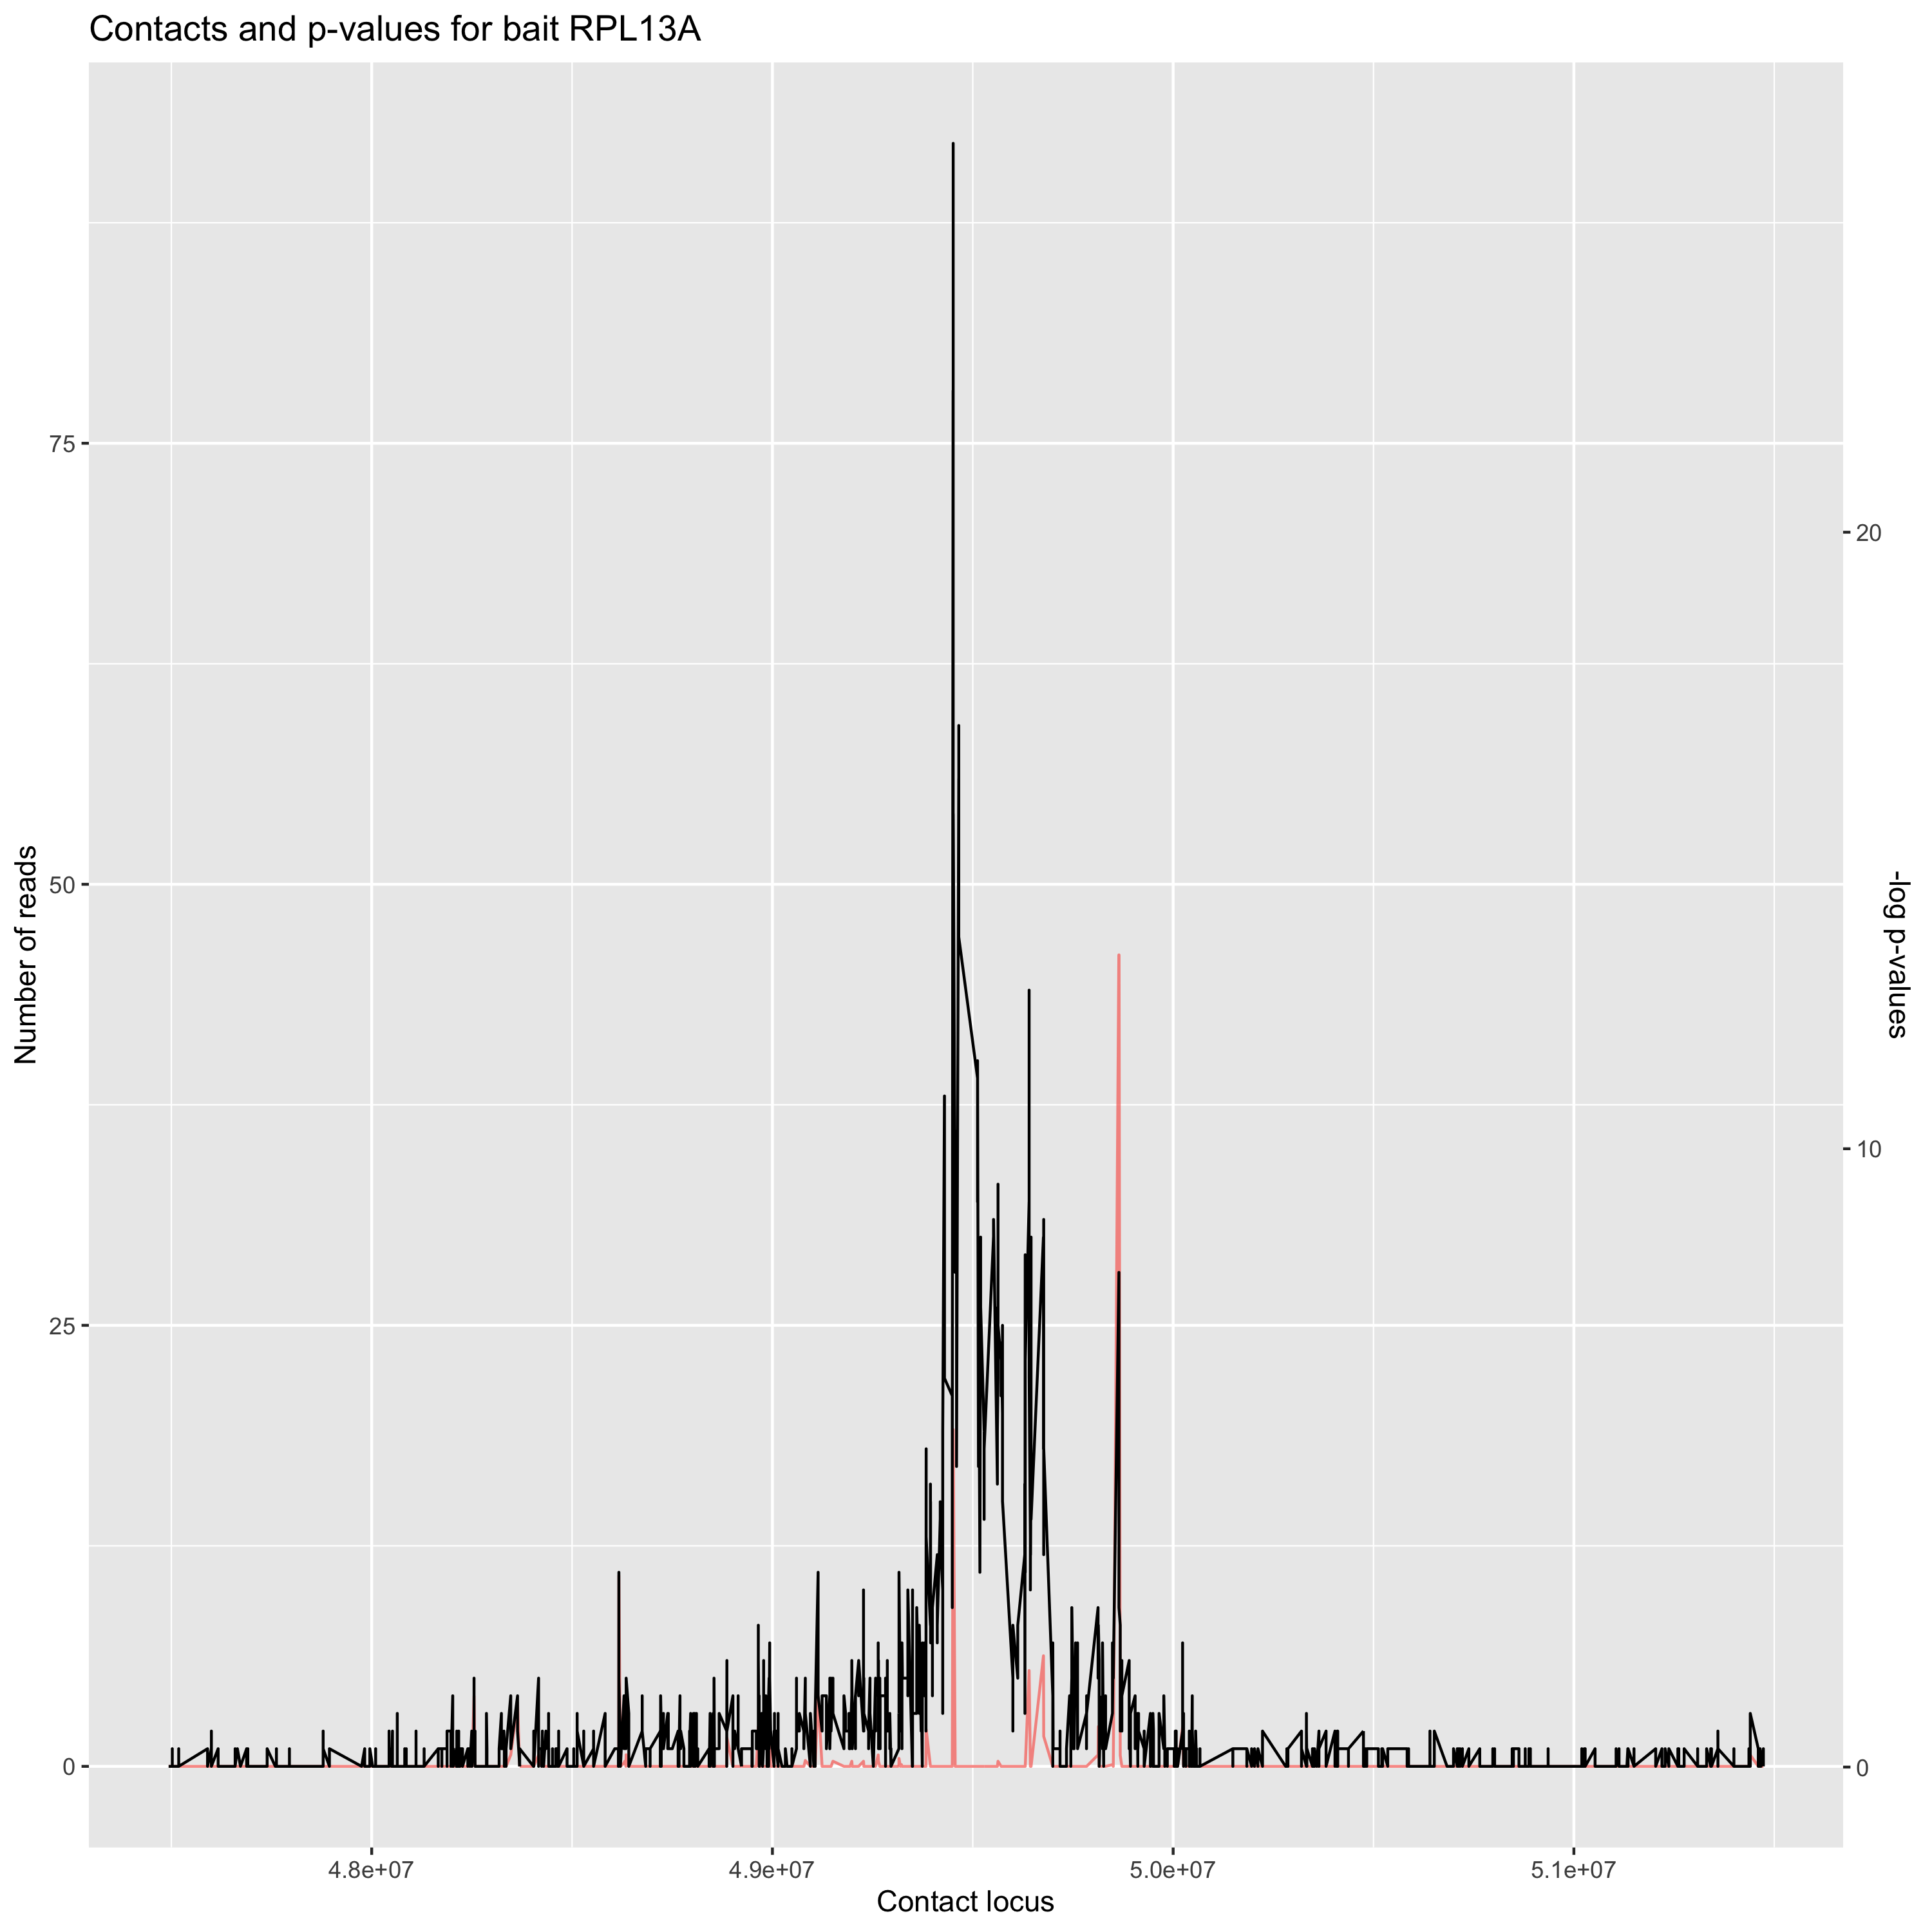 Contacts and p-values for bait RPL13A
75
50
25
0
Number of reads
20
10
0
-log p-values
4.8e+07
4.9e+07
5.0e+07
5.1e+07
Contact locus